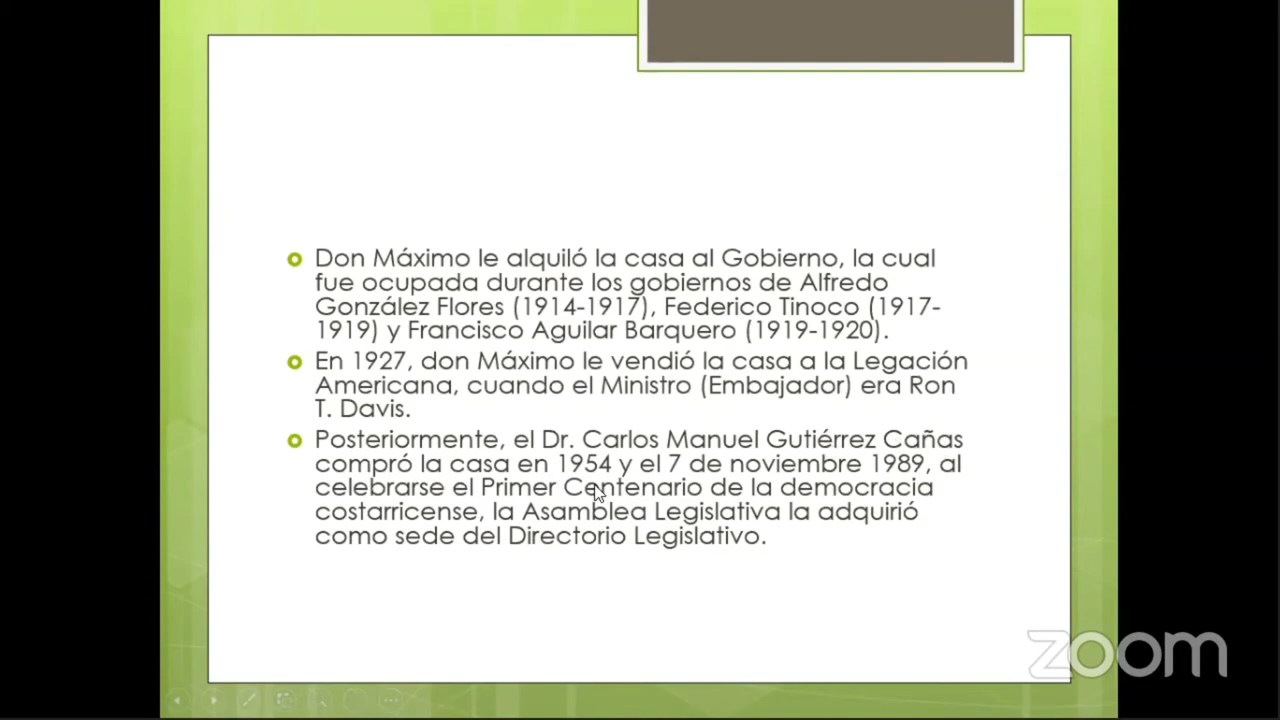 Don Máximo le alquiló la casa al Gobierno, la cual
fue ocupada durante los gobiernos de Alfredo
González Flores (1914-1917), Federico Tinoco (1917-
1919) y Francisco Aguilar Barquero (1919-1920).
En 1927, don Máximo le vendió la casa a la Legación
Americana, cuando el Ministro (Embajador) era Ron
T. Davis.
Posteriormente, el Dr. Carlos Manuel Gutiérrez Cañas
compró la casa en 1954 y el 7 de noviembre 1989, al
celebrarse el Primer Centenario de la democracia
costarricense, la Asamblea Legislativa la adquirió
como sede del Directorio Legislativo.
zoom